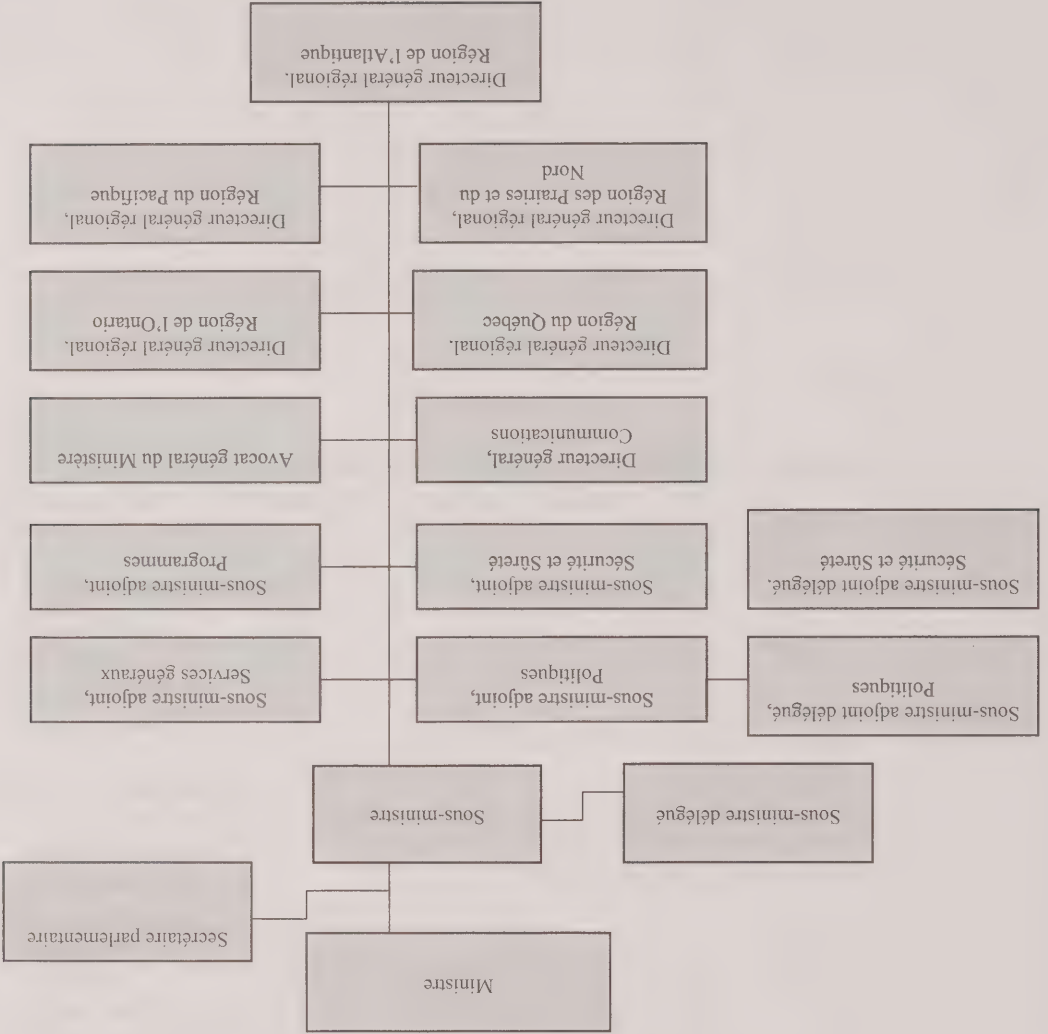 Ministre
Secrétaire parlementaire
Sous-ministre délégué
Sous-ministre
Sous-ministre adjoint délégué,
Politiques
Sous-ministre adjoint,
Politiques
Sous-ministre adjoint,
Services généraux
Sous-ministre adjoint délégué.
Sécurité et Sûreté
Sous-ministre adjoint,
Sécurité et Sûreté
Sous-ministre adjoint,
Programmes
Directeur général,
Communications
Avocat général du Ministère
Directeur général régional.
Région du Québec
Directeur général régional.
Région de l'Ontario
Directeur général régional,
Région des Prairies et du
Nord
Directeur général régional,
Région du Pacifique
Directeur général régional.
Région de l'Atlantique